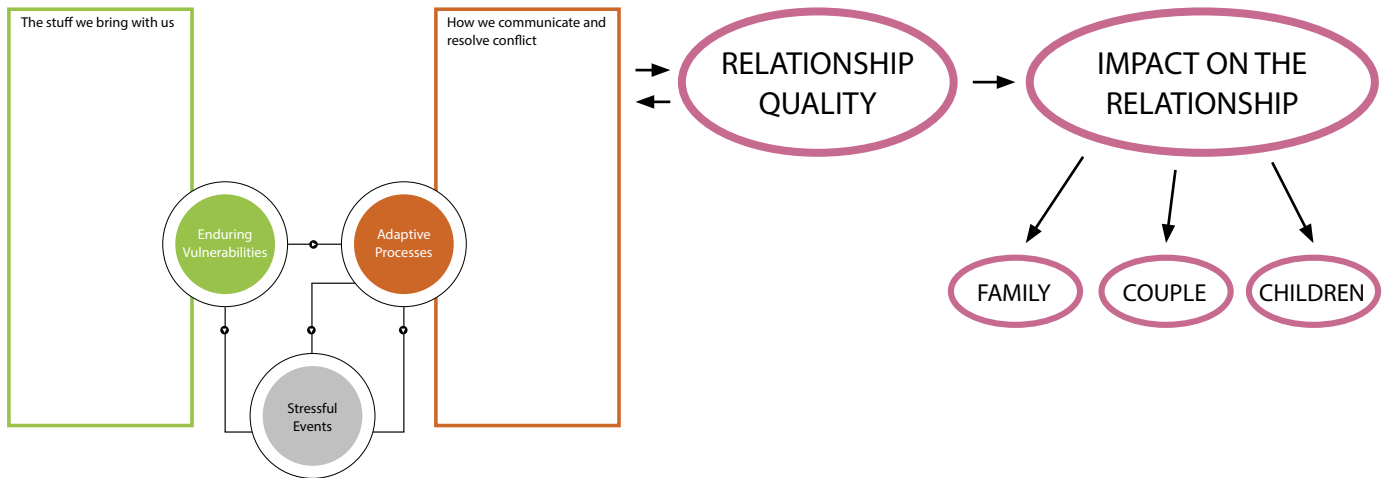 The stuff we bring with us
How we communicate and
resolve conflict
RELATIONSHIP
QUALITY
IMPACT ON THE
RELATIONSHIP
Enduring
Vulnerabilities
Adaptive
Processes
FAMILY
COUPLE
CHILDREN
Stressful
Events